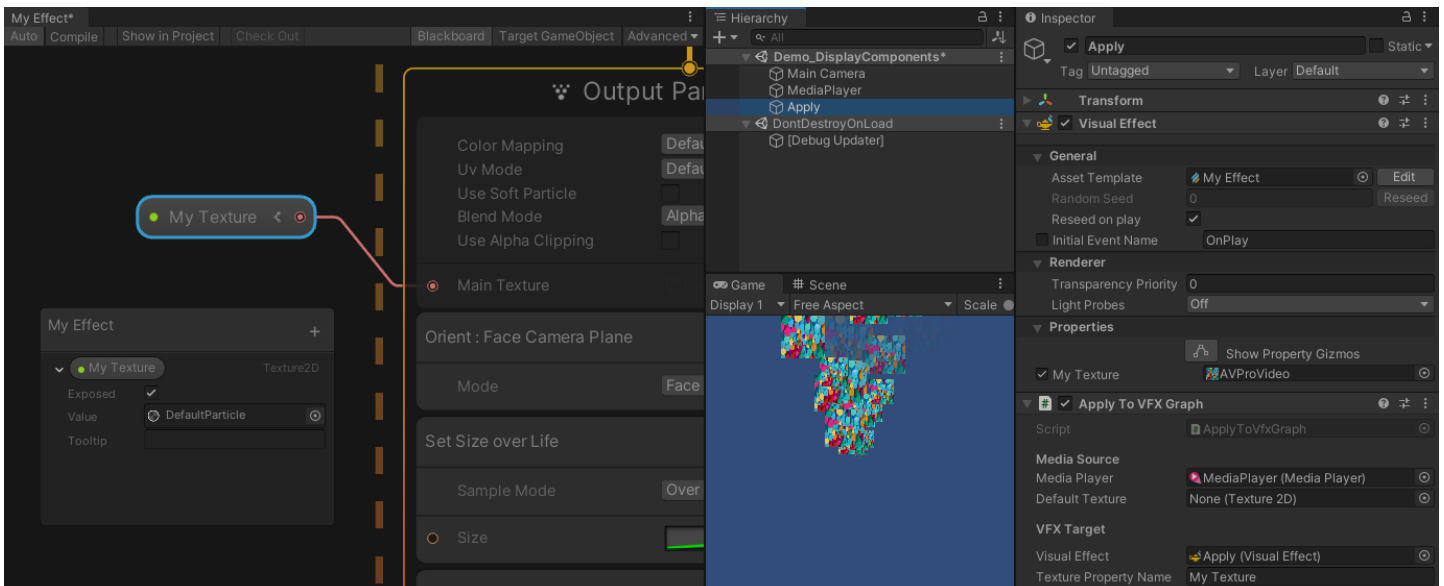 My Effect*
Auto Compile Show in Project Check Out Blackboard Target GameObject Advanced
Output Par
Color Mapping Defau
Uv Mode Defau
Use Soft Particle
Blend Mode Alpha
Use Alpha Clipping
Main Texture
My Texture
Orient : Face Camera Plane
Mode Face
Set Size over Life
Sample Mode Over
Size
My Effect
+
My Texture Texture2D
Exposed
Value DefaultParticle
Tooltip
Hierarchy
All
Demo_DisplayComponents*
Main Camera
MediaPlayer
Apply
DontDestroyOnLoad
[Debug Updater]
Game Scene
Display 1 Free Aspect Scale
Inspector
Apply Static
Tag Untagged Layer Default
Transform
Visual Effect
General
Asset Template My Effect Edit
Random Seed 0 Reseed
Reseed on play
Initial Event Name OnPlay
Renderer
Transparency Priority 0
Light Probes Off
Properties
Show Property Gizmos
My Texture AVProVideo
# Apply To VFX Graph
Script ApplyToVfxGraph
Media Source
Media Player MediaPlayer (Media Player)
Default Texture None (Texture 2D)
VFX Target
Visual Effect Apply (Visual Effect)
Texture Property Name My Texture